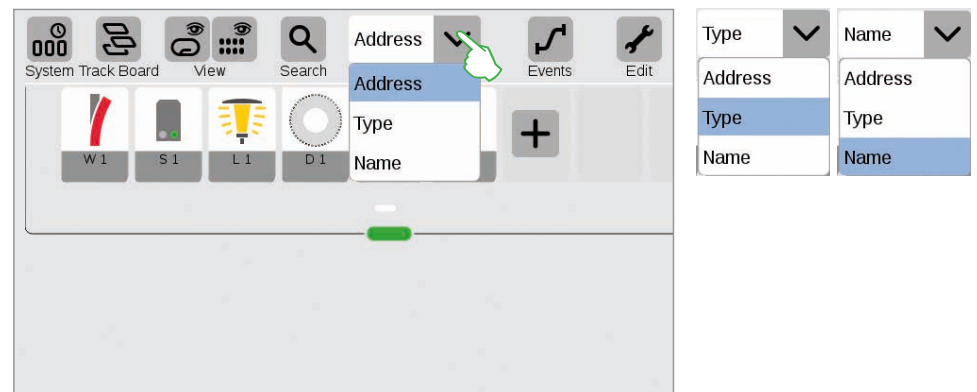 System Track Board View Search Address Events Edit
Address
Type
Name
W 1 S 1 L 1 D 1
Type
Address
Type
Name
Name
Address
Type
Name